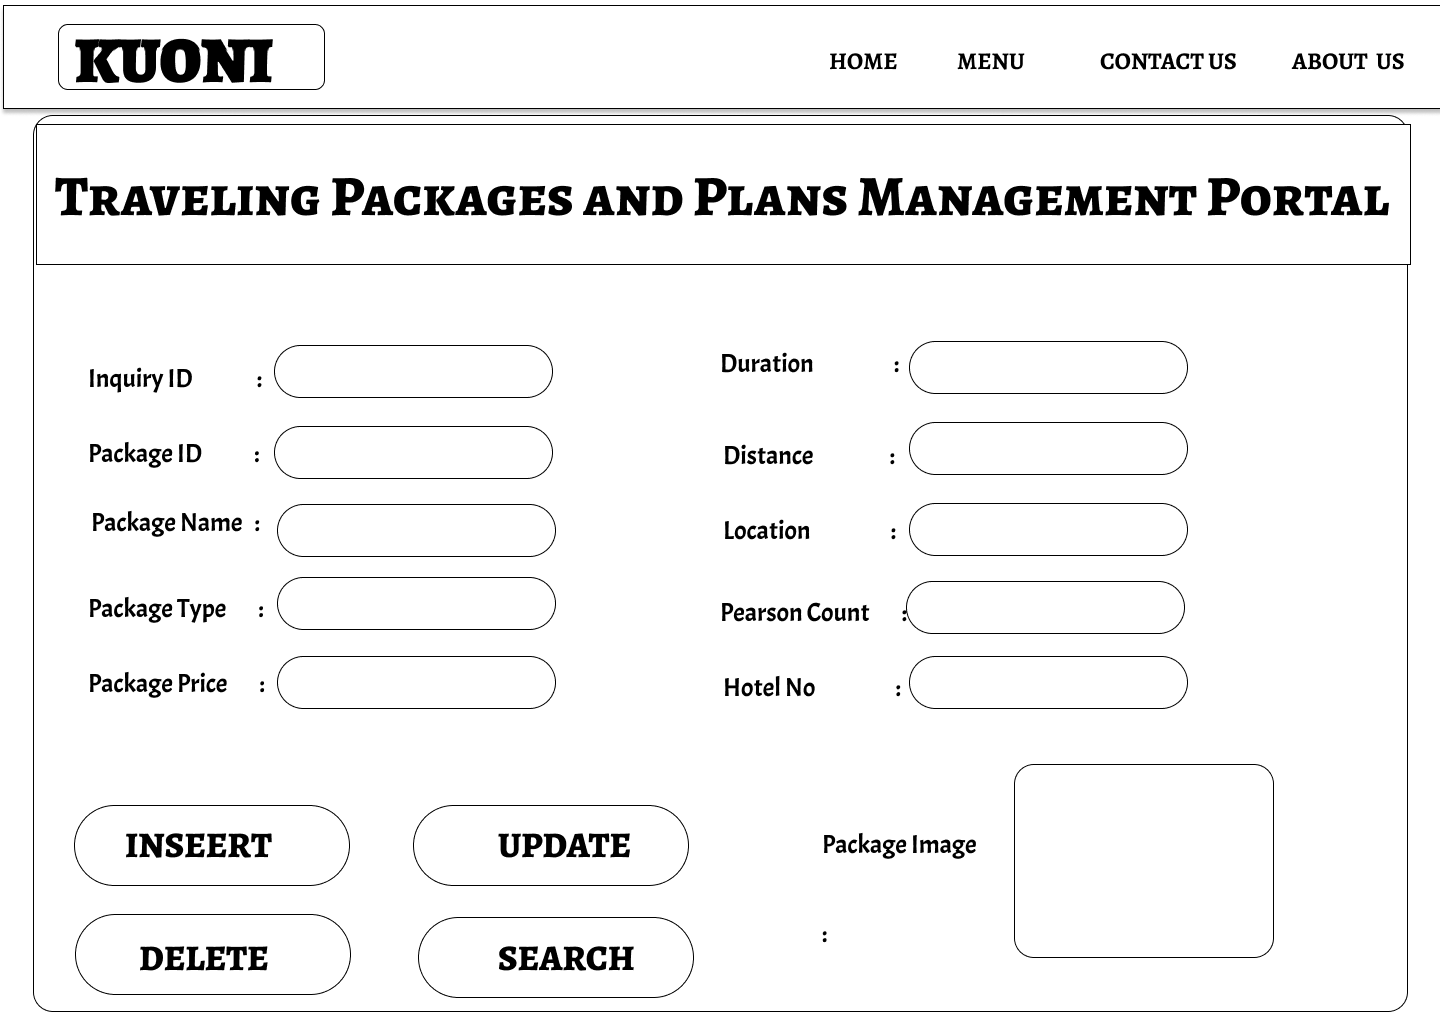 KUONI HOME MENU CONTACT US ABOUT US
Traveling Packages and Plans Management Portal
Inquiry ID :
Package ID :
Package Name :
Package Type :
Package Price :
Duration :
Distance :
Location :
Pearson Count :
Hotel No :
INSEERT UPDATE
DELETE SEARCH
Package Image
: